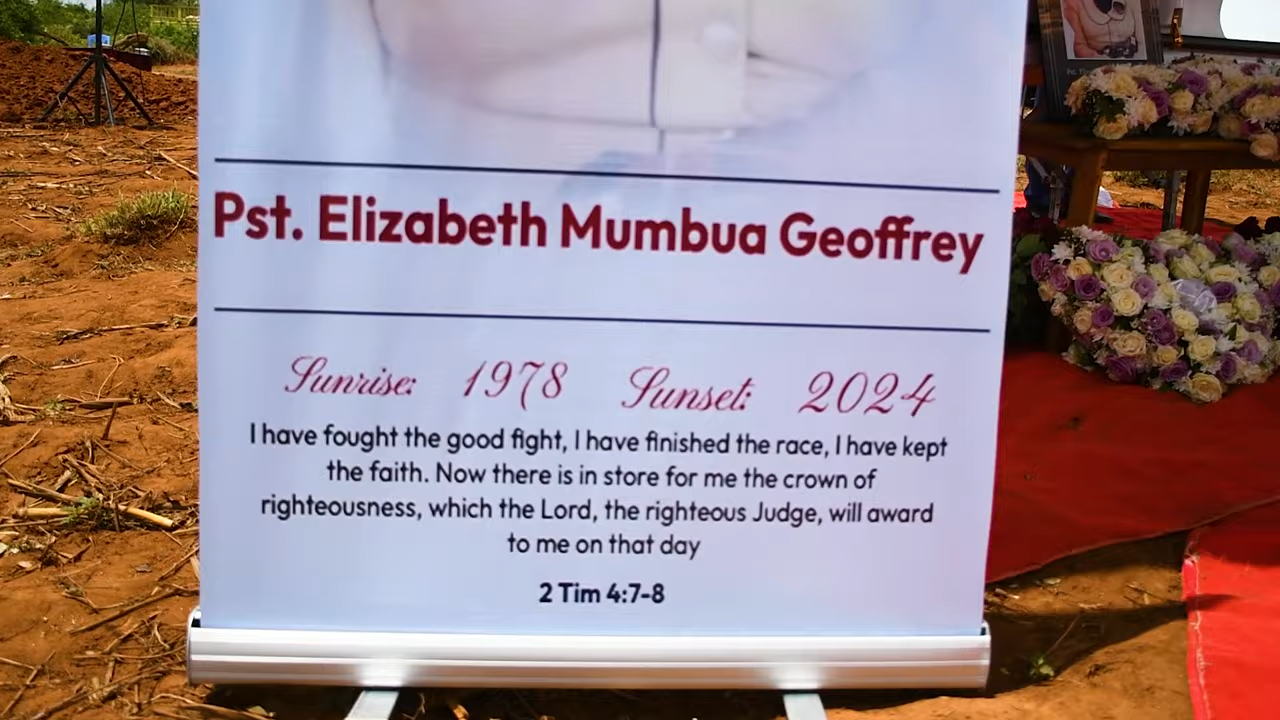 Pst. Elizabeth Mumbua Geoffrey
Sunrise: 1978 Sunset: 2024
I have fought the good fight, I have finished the race, I have kept
the faith. Now there is in store for me the crown of
righteousness, which the Lord, the righteous Judge, will award
to me on that day
2 Tim 4:7-8